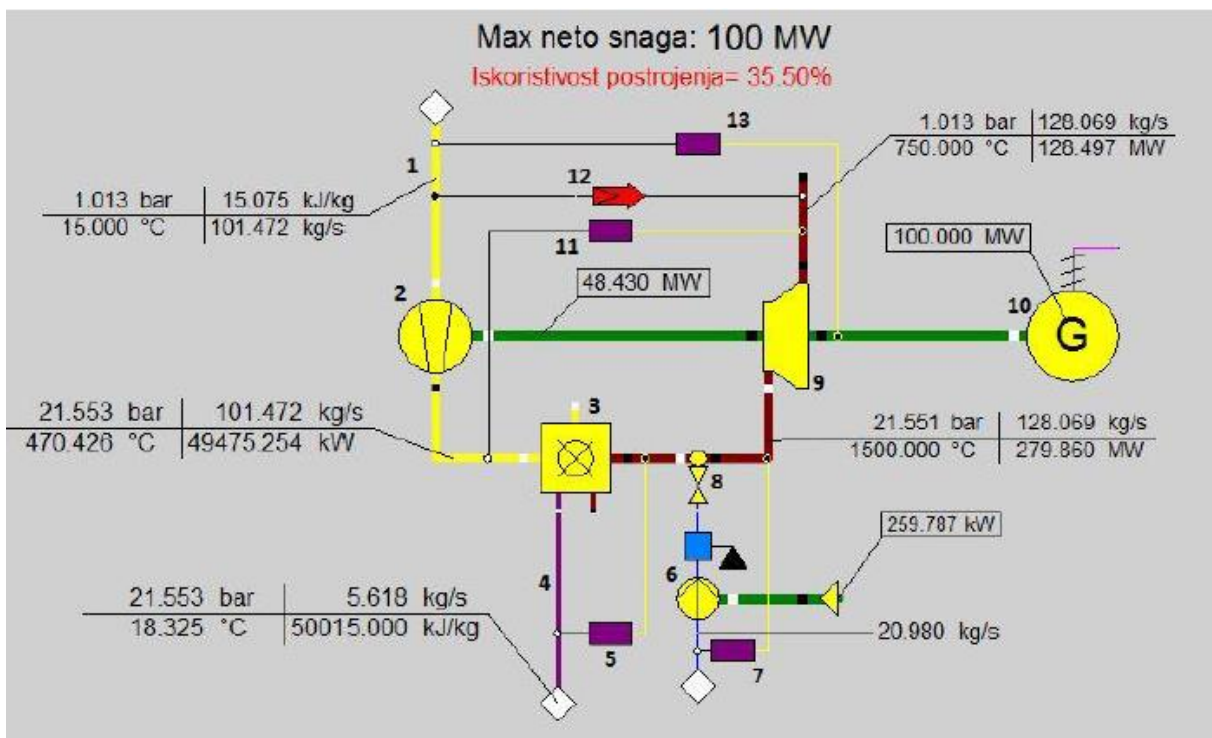 Max neto snaga: 100 MW
Iskoristivost postrojenja= 35.50%
13
1.013 bar 128.069 kg/s
750.000 °C 128.497 MW
1
12
1.013 bar 15.075 kJ/kg
15.000 °C 101.472 kg/s
11
100.000 MW
48.430 MW
2
10
G
9
3
21.553 bar 101.472 kg/s
470.426 °C 49475.254 kW
21.551 bar 128.069 kg/s
1500.000 °C 279.860 MW
8
259.787 kW
4
6
21.553 bar 5.618 kg/s
18.325 °C 50015.000 kJ/kg
20.980 kg/s
5
7